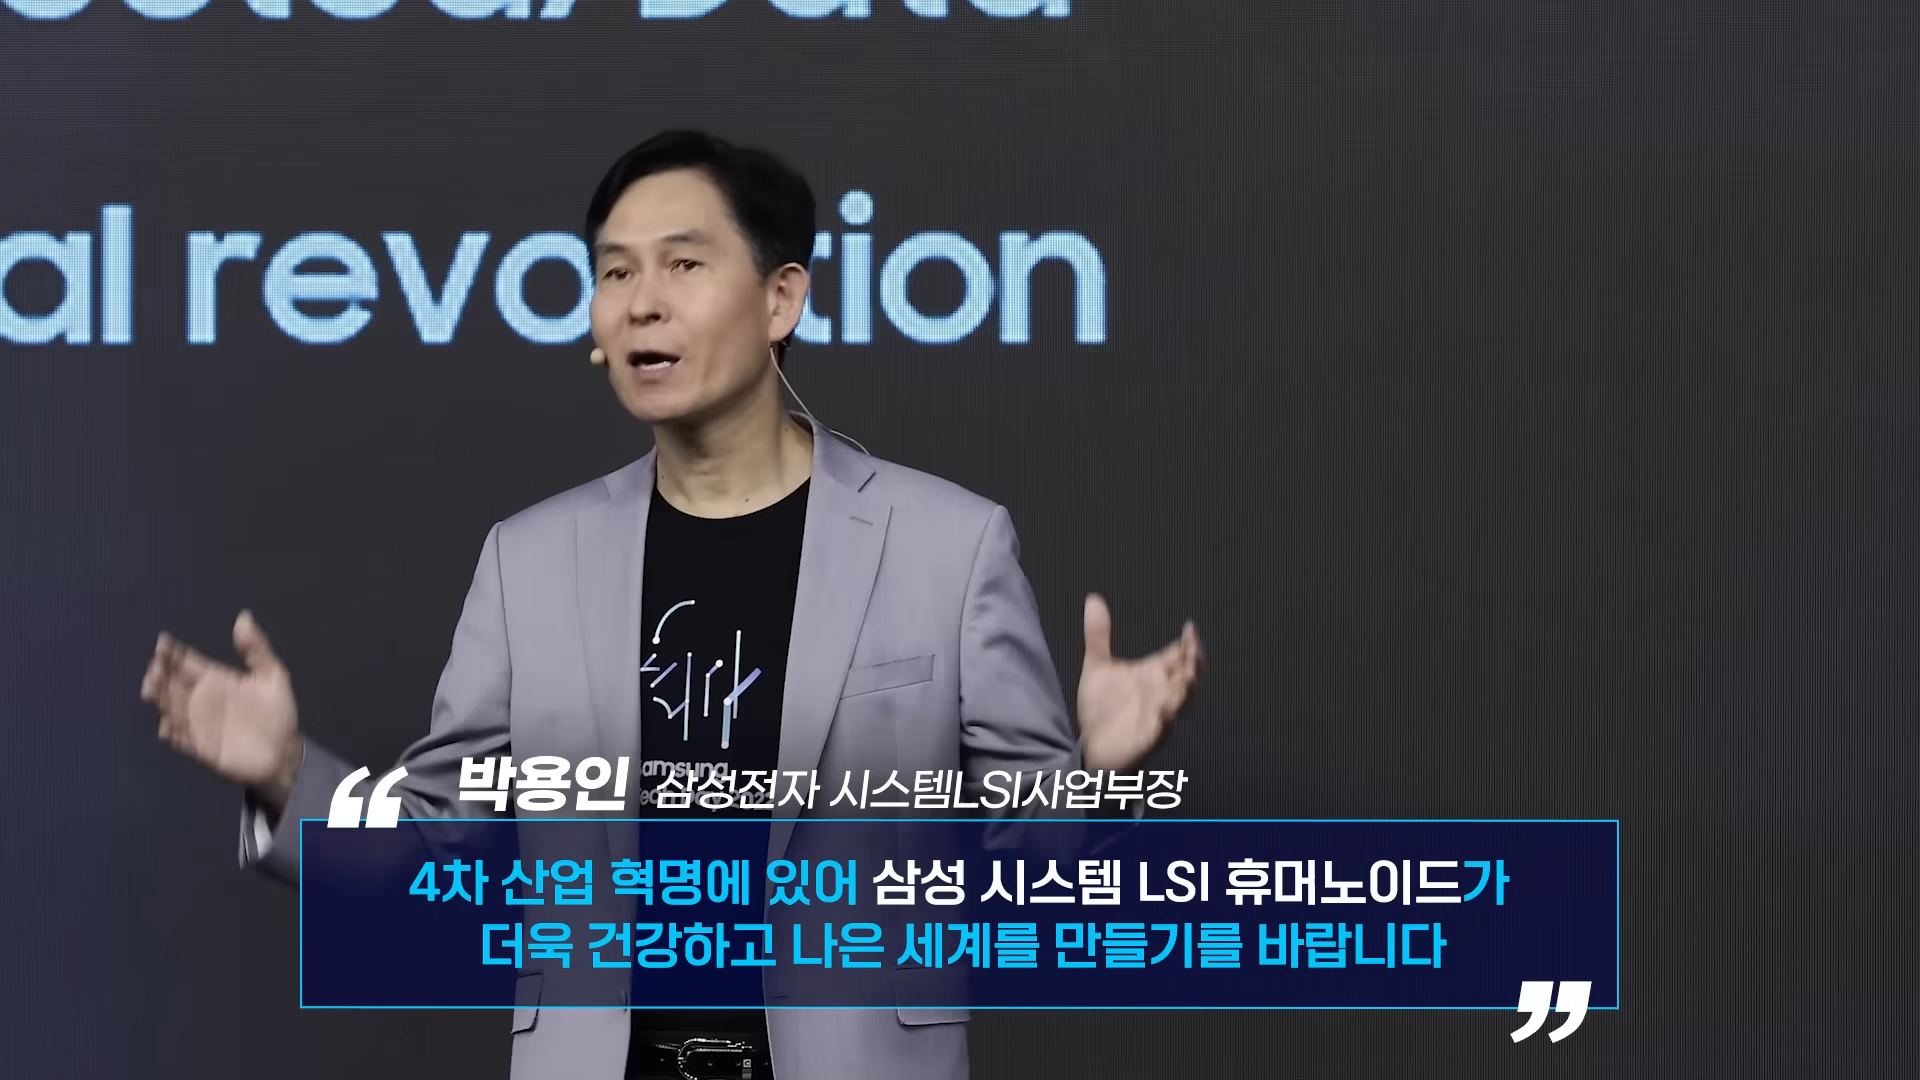 Data
al revo tion
박용인 삼성전자 시스템LSI사업부장
4차 산업 혁명에 있어 삼성 시스템 LSI 휴머노이드가
더욱 건강하고 나은 세계를 만들기를 바랍니다